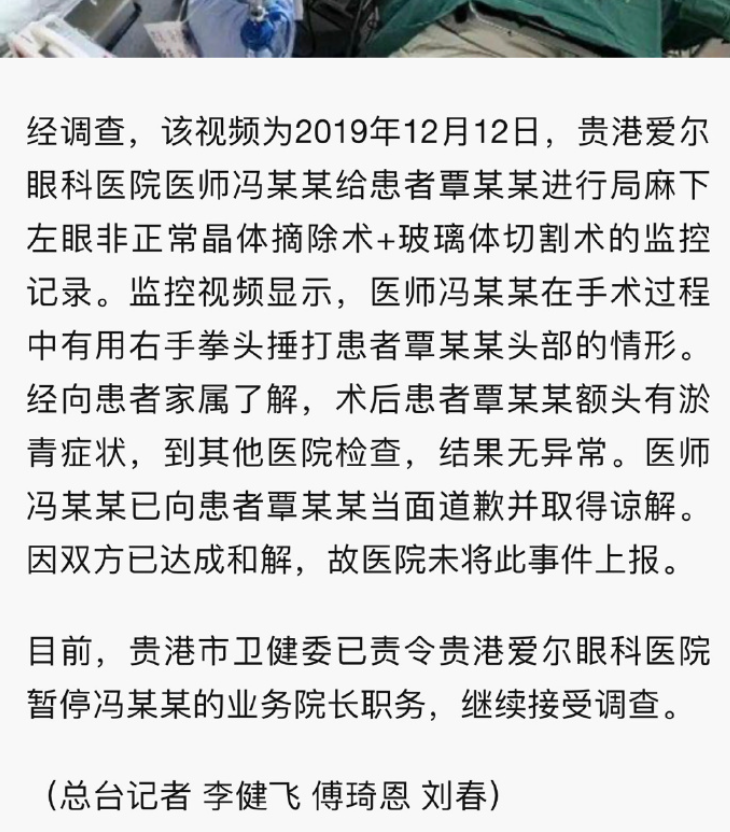 经调查，该视频为2019年12月12日，贵港爱尔
眼科医院医师冯某某给患者覃某某进行局麻下
左眼非正常晶体摘除术+玻璃体切割术的监控
记录。监控视频显示，医师冯某某在手术过程
中有用右手拳头捶打患者覃某某头部的情形。
经向患者家属了解，术后患者覃某某额头有淤
青症状，到其他医院检查，结果无异常。医师
冯某某已向患者覃某某当面道歉并取得谅解。
因双方已达成和解，故医院未将此事件上报。
目前，贵港市卫健委已责令贵港爱尔眼科医院
暂停冯某某的业务院长职务，继续接受调查。
（总台记者 李健飞 傅琦恩 刘春）